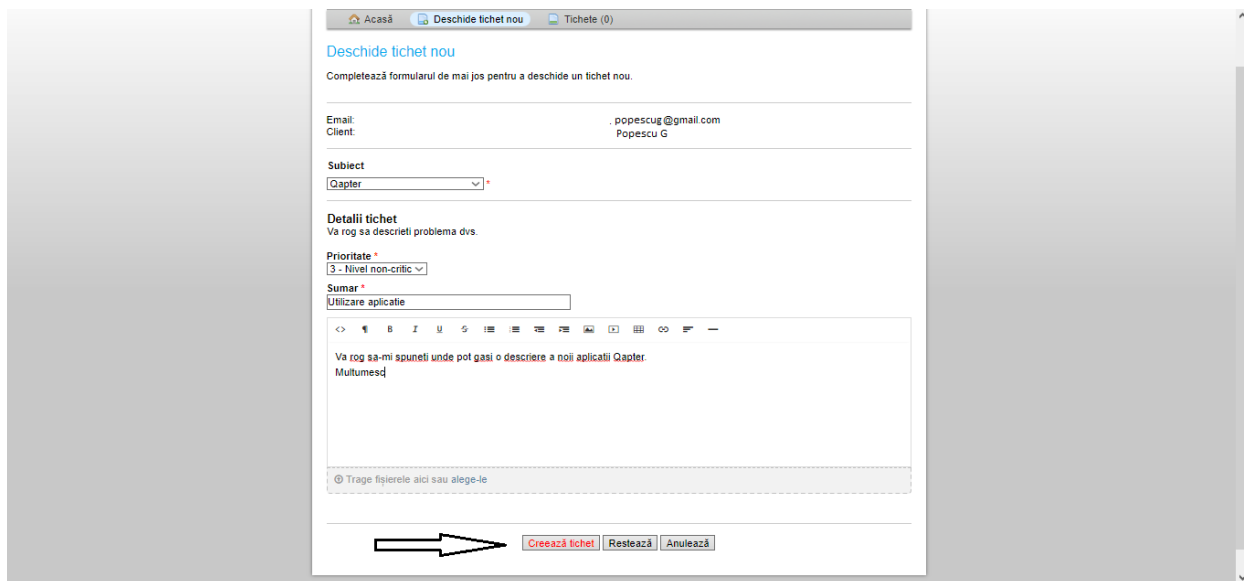 Acasă Deschide tichet nou Tichete (0)
Deschide tichet nou
Completează formularul de mai jos pentru a deschide un tichet nou.
Email: . popescug@gmail.com
Client: Popescu G
Subiect
Qapter *
Detalii tichet
Va rog sa descrieti problema dvs.
Prioritate *
3 - Nivel non-critic
Sumar *
Utilizare aplicatie
Va rog sa-mi spuneti unde pot gasi o descriere a noii aplicatii Qapter.
Multumesc
Trage fișierele aici sau alege-le
Creează tichet Restează Anulează